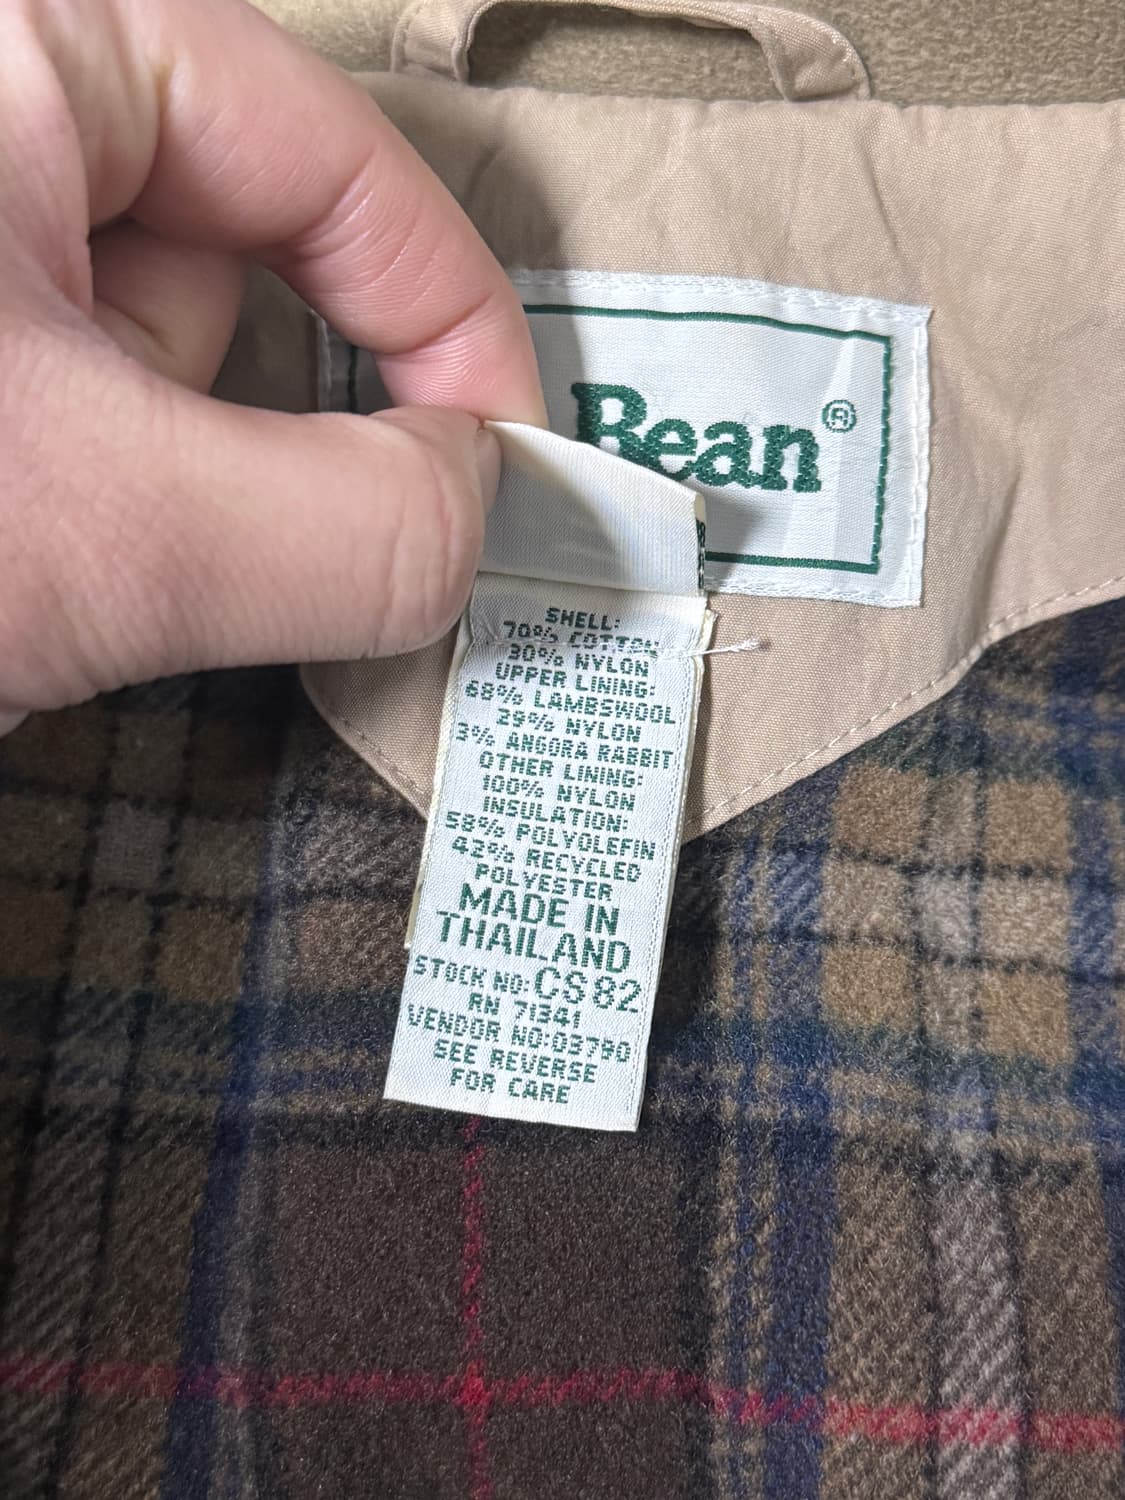 Bean®
SHELL:
70% COTTON
30% NYLON
UPPER LINING:
68% LAMBSWOOL
29% NYLON
3% ANGORA RABBIT
OTHER LINING:
100% NYLON
INSULATION:
58% POLYOLEFIN
42% RECYCLED
POLYESTER
MADE IN
THAILAND
STOCK NO: CS82
RN 71341
VENDOR NO:03790
SEE REVERSE
FOR CARE